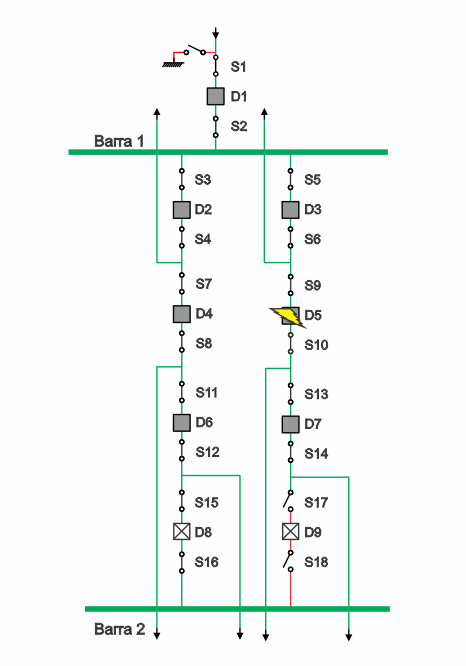 S1
D1
S2
Barra 1
S3 S5
D2 D3
S4 S6
S7 S9
D4 D5
S8 S10
S11 S13
D6 D7
S12 S14
S15 S17
D8 D9
S16 S18
Barra 2